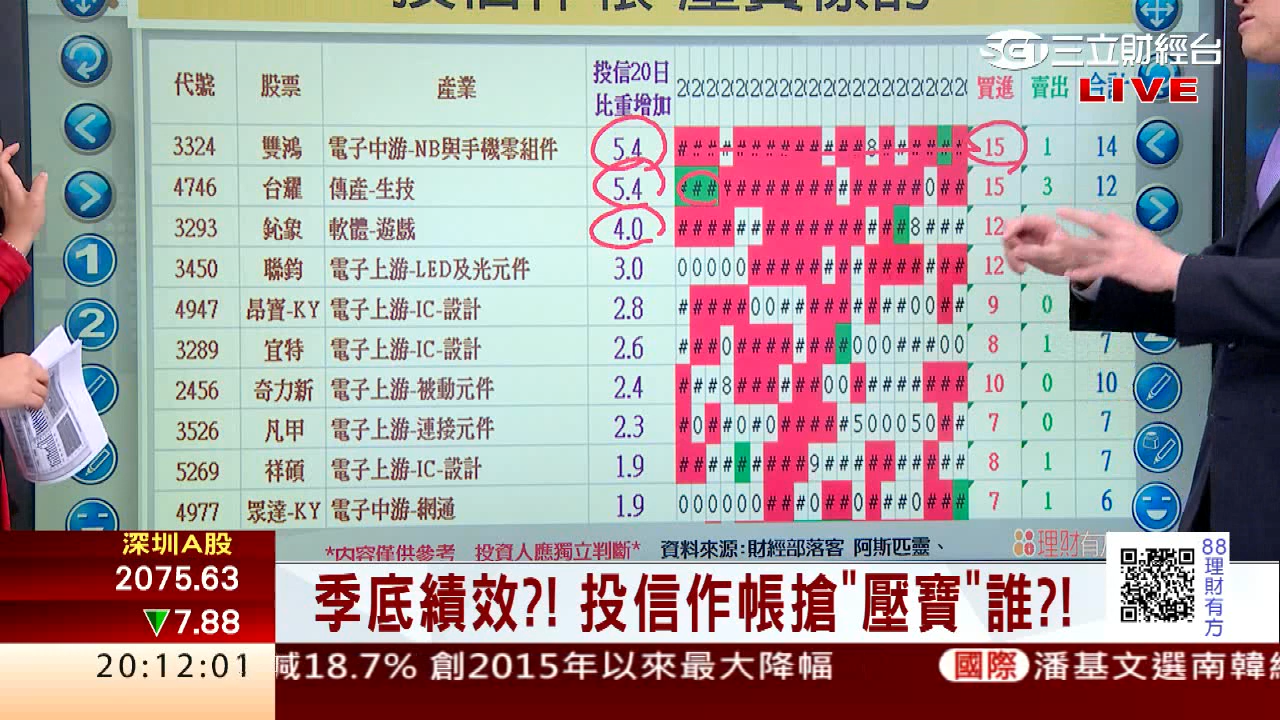 投信作帳 壓寶標的
三立財經台
LIVE
代號 股票 產業 投信20日比重增加 買進 賣出 合計
3324 雙鴻 電子中游-NB與手機零組件 5.4 15 1 14
4746 台耀 傳產-生技 5.4 15 3 12
3293 鈊象 軟體-遊戲 4.0 12
3450 聯鈞 電子上游-LED及光元件 3.0 12
4947 昂寶-KY 電子上游-IC-設計 2.8 9 0
3289 宜特 電子上游-IC-設計 2.6 8 1 7
2456 奇力新 電子上游-被動元件 2.4 10 0 10
3526 凡甲 電子上游-連接元件 2.3 7 0 7
5269 祥碩 電子上游-IC-設計 1.9 8 1 7
4977 眾達-KY 電子中游-網通 1.9 7 1 6
1
2
*內容僅供參考 投資人應獨立判斷* 資料來源:財經部落客 阿斯匹靈、
88理財有
深圳A股
2075.63
▼7.88
季底績效?! 投信作帳搶"壓寶"誰?!
88理財有方
20:12:01
減18.7% 創2015年以來最大降幅 國際 潘基文選南韓